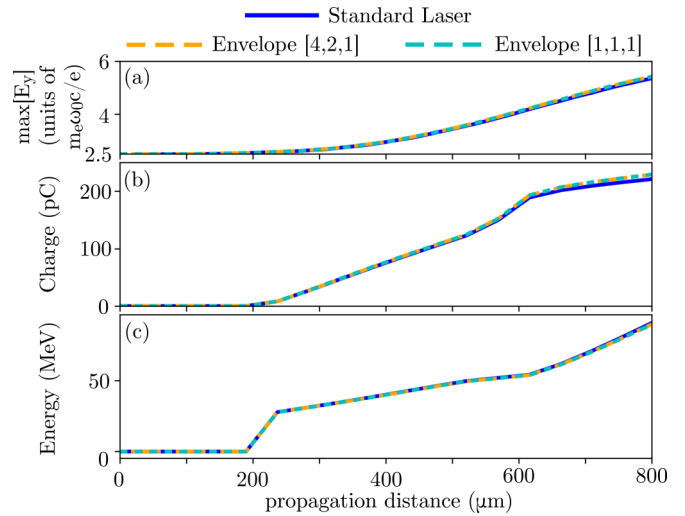 Standard Laser
Envelope [4,2,1] Envelope [1,1,1]
max[Ey]
(units of
meω0c/e)
6
4
2.5
(a)
Charge (pC)
200
100
0
(b)
Energy (MeV)
50
0
(c)
0 200 400 600 800
propagation distance (μm)